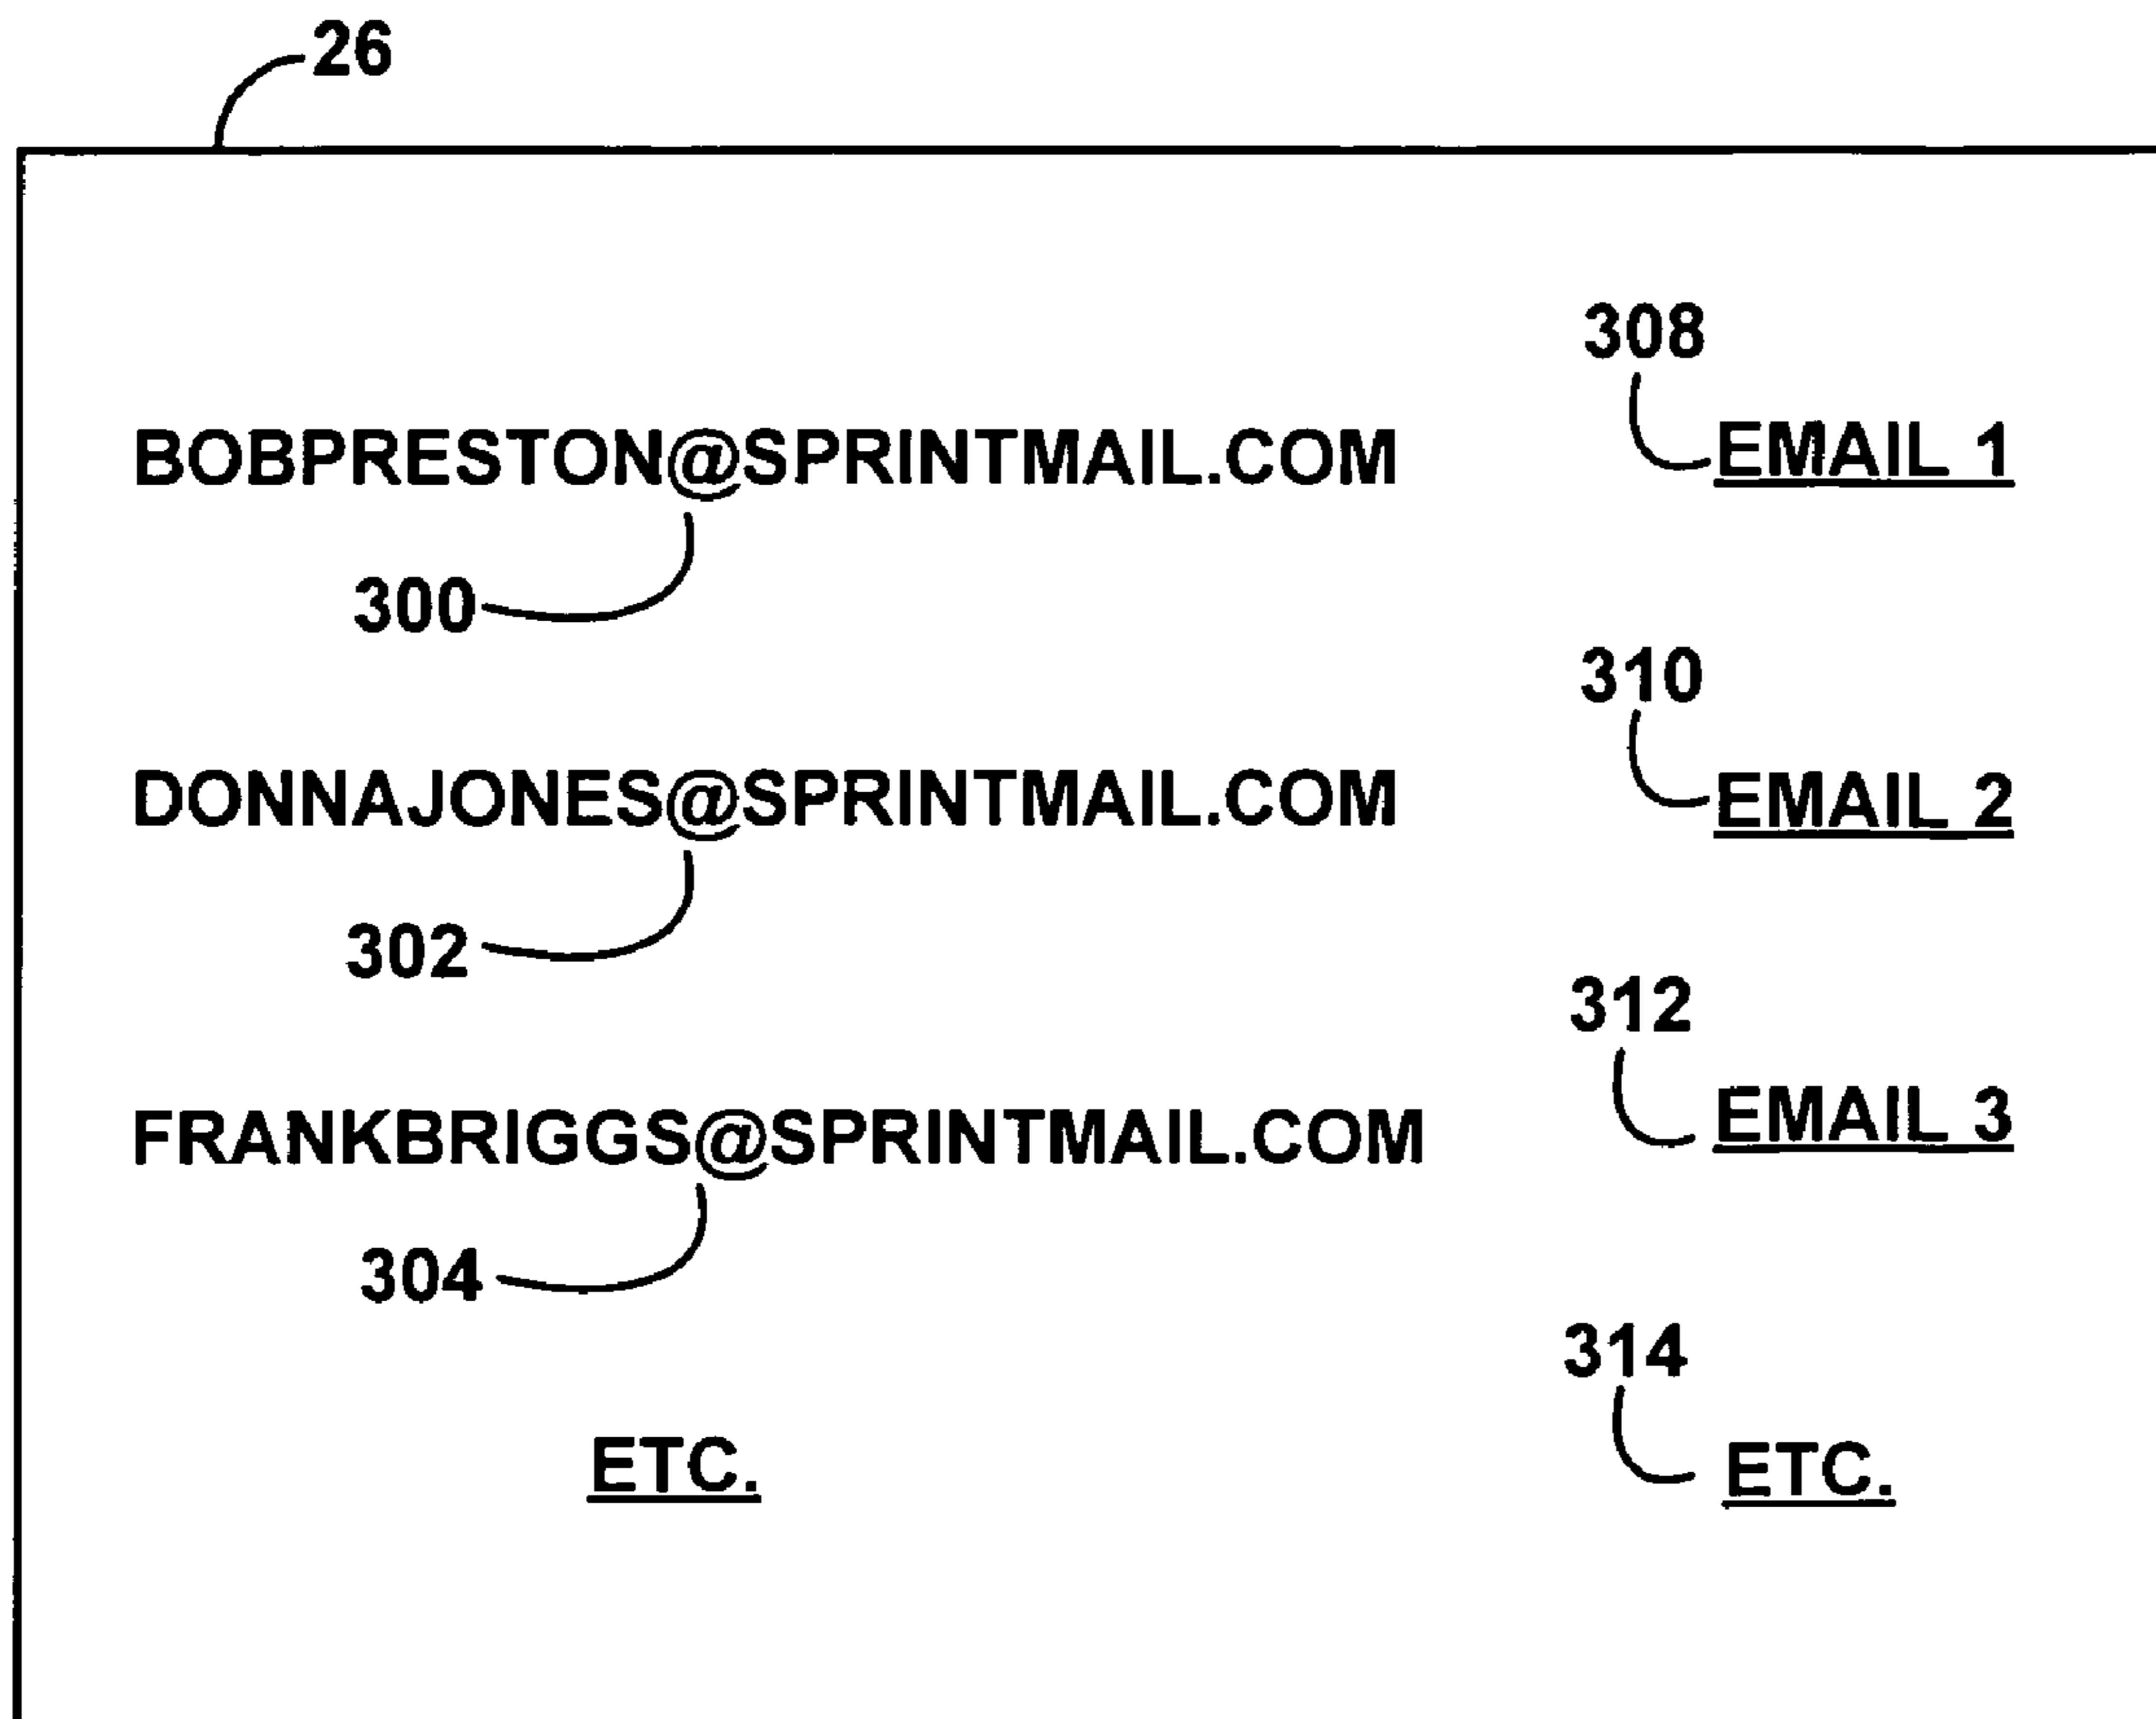 26
308
BOBPRESTON@SPRINTMAIL.COM EMAIL 1
300
310
DONNAJONES@SPRINTMAIL.COM EMAIL 2
302
312
FRANKBRIGGS@SPRINTMAIL.COM EMAIL 3
304
314
ETC. ETC.